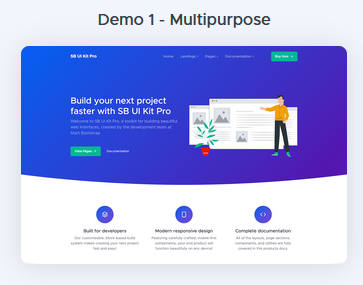 Demo 1 - Multipurpose
SB UI Kit Pro
Home Landings Pages Documentation Buy Now
Build your next project
faster with SB UI Kit Pro
Welcome to SB UI Kit Pro, a toolkit for building beautiful
web interfaces, created by the development team at
Start Bootstrap
View Pages Documentation
Built for developers
Modern responsive design
Complete documentation
Our customizable, block-based build
Featuring carefully crafted, mobile-first
All of the layouts, page sections,
system makes creating your next project
components, your end product will
components, and utilities are fully
fast and easy!
function beautifully on any device!
covered in this products docs